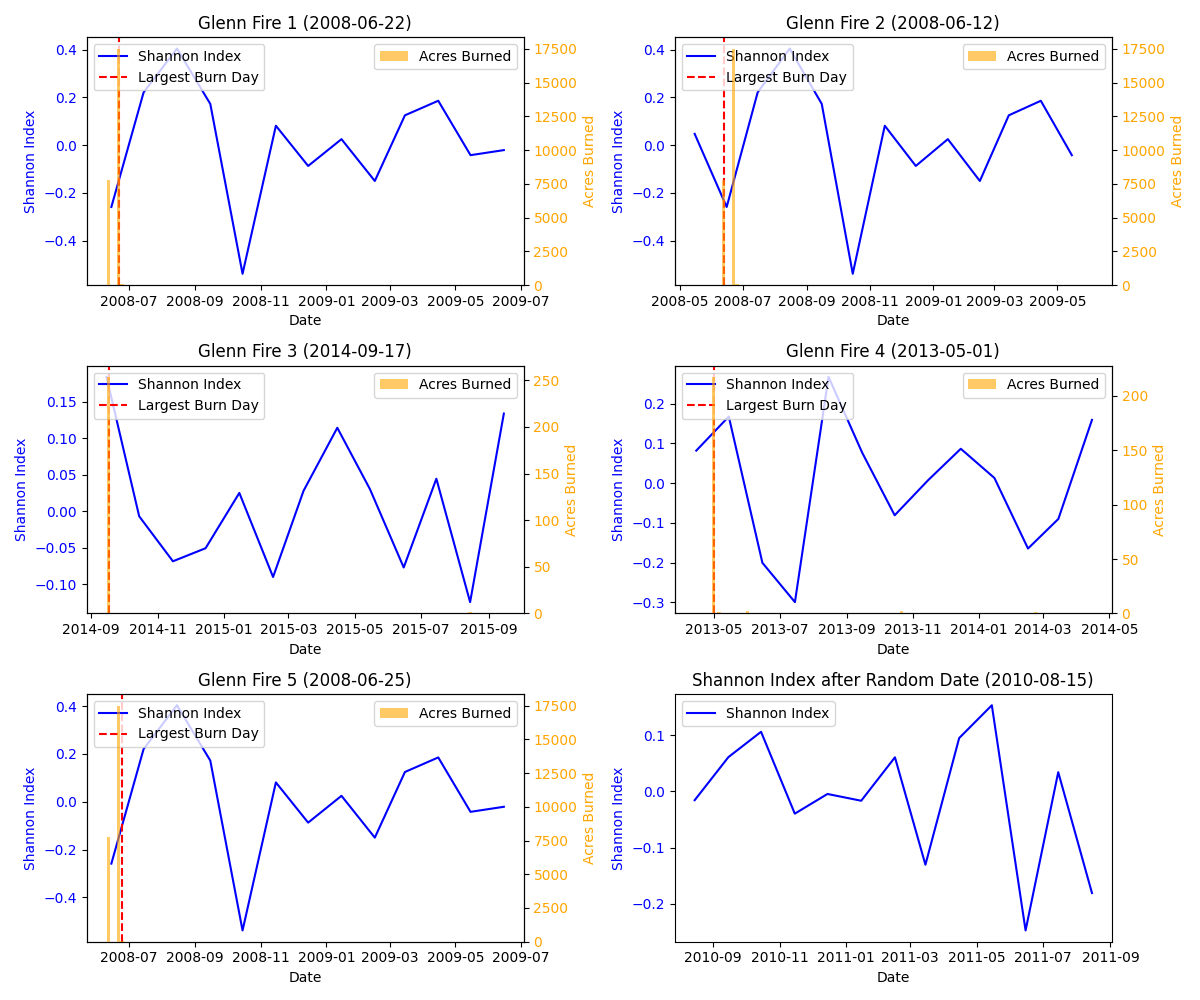 Glenn Fire 1 (2008-06-22)
Shannon Index
Largest Burn Day
Acres Burned
0.4
0.2
0.0
−0.2
−0.4
Shannon Index
17500
15000
12500
10000
7500
5000
2500
0
Acres Burned
2008-07 2008-09 2008-11 2009-01 2009-03 2009-05 2009-07
Date
Glenn Fire 2 (2008-06-12)
Shannon Index
Largest Burn Day
Acres Burned
0.4
0.2
0.0
−0.2
−0.4
Shannon Index
17500
15000
12500
10000
7500
5000
2500
0
Acres Burned
2008-05 2008-07 2008-09 2008-11 2009-01 2009-03 2009-05
Date
Glenn Fire 3 (2014-09-17)
Shannon Index
Largest Burn Day
Acres Burned
0.15
0.10
0.05
0.00
−0.05
−0.10
Shannon Index
250
200
150
100
50
0
Acres Burned
2014-09 2014-11 2015-01 2015-03 2015-05 2015-07 2015-09
Date
Glenn Fire 4 (2013-05-01)
Shannon Index
Largest Burn Day
Acres Burned
0.2
0.1
0.0
−0.1
−0.2
−0.3
Shannon Index
200
150
100
50
0
Acres Burned
2013-05 2013-07 2013-09 2013-11 2014-01 2014-03 2014-05
Date
Glenn Fire 5 (2008-06-25)
Shannon Index
Largest Burn Day
Acres Burned
0.4
0.2
0.0
−0.2
−0.4
Shannon Index
17500
15000
12500
10000
7500
5000
2500
0
Acres Burned
2008-07 2008-09 2008-11 2009-01 2009-03 2009-05 2009-07
Date
Shannon Index after Random Date (2010-08-15)
Shannon Index
0.1
0.0
−0.1
−0.2
Shannon Index
2010-09 2010-11 2011-01 2011-03 2011-05 2011-07 2011-09
Date